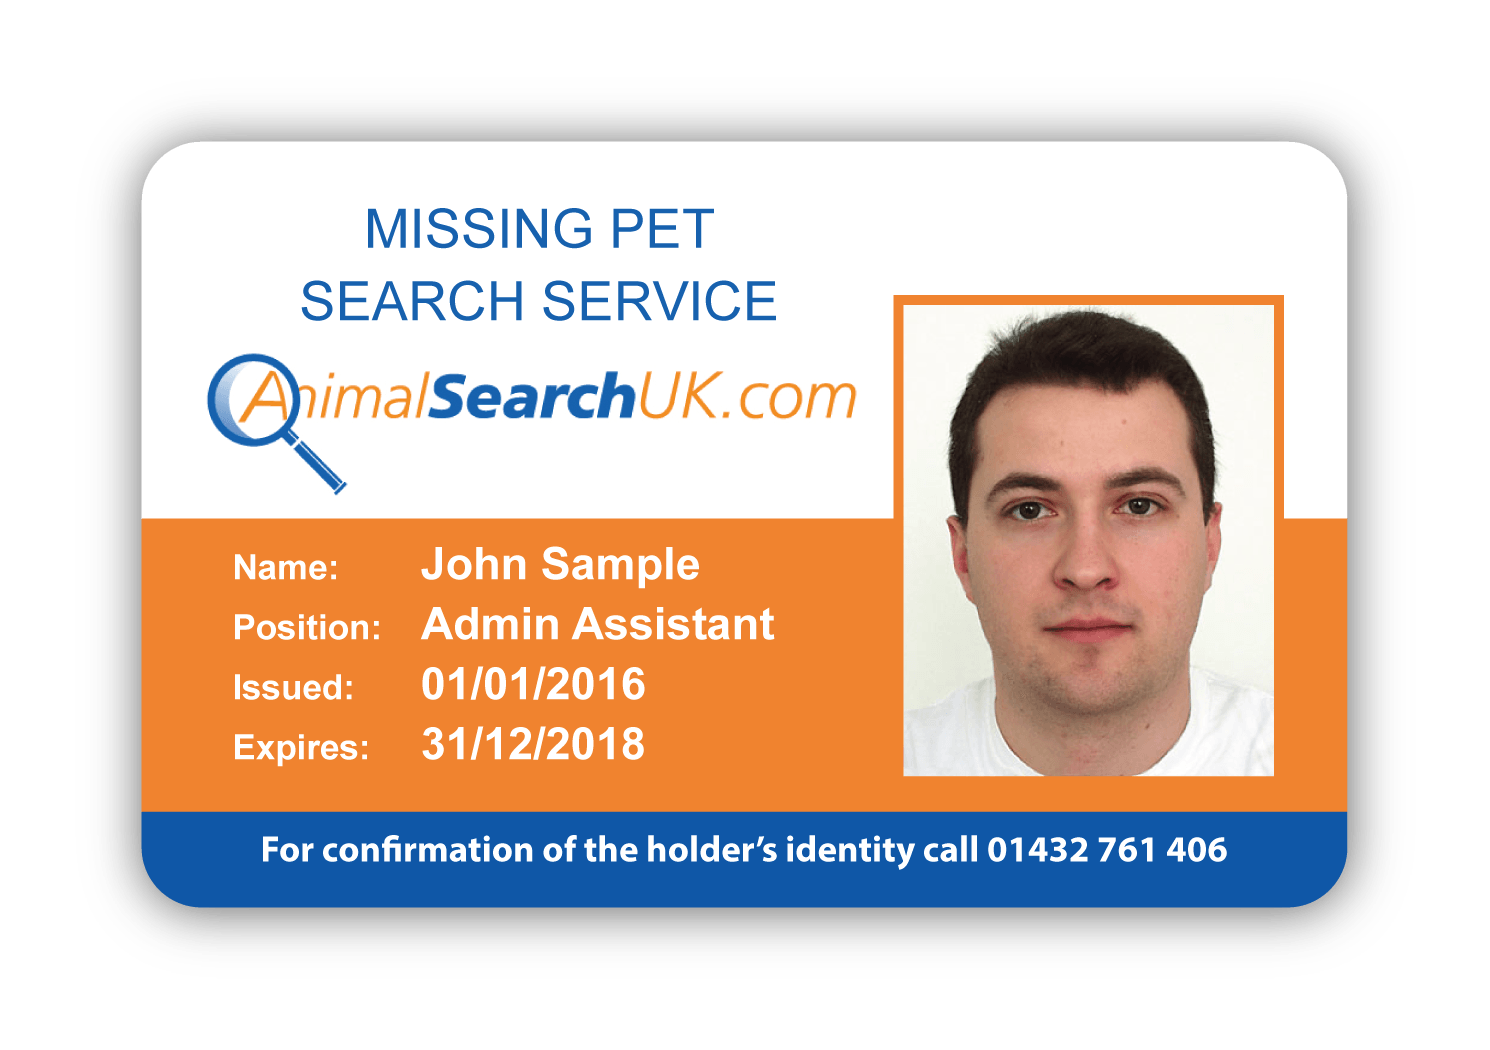 MISSING PET
SEARCH SERVICE
AnimalSearchUK.com
Name: John Sample
Position: Admin Assistant
Issued: 01/01/2016
Expires: 31/12/2018
For confirmation of the holder’s identity call 01432 761 406